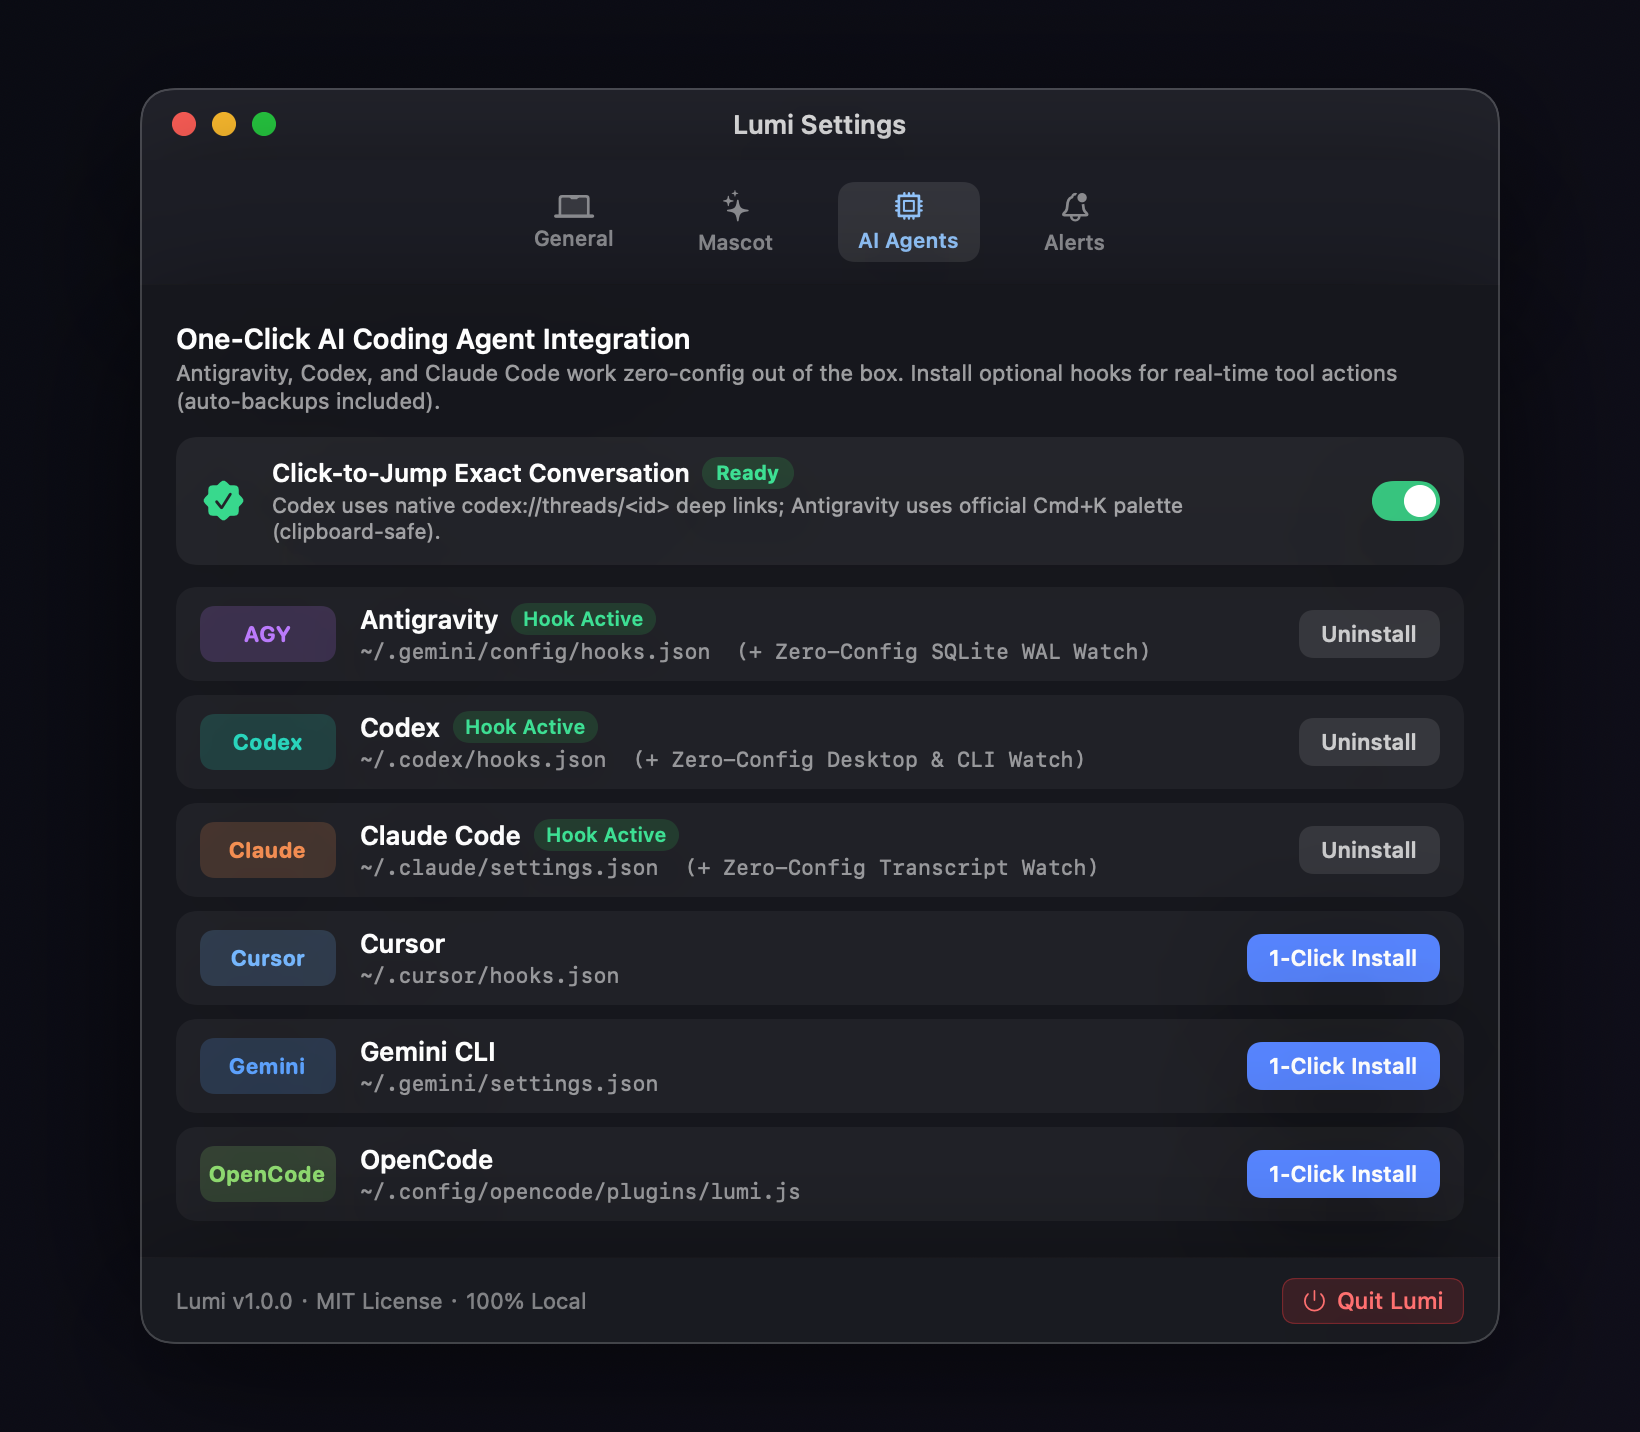 Lumi Settings
General
Mascot
AI Agents
Alerts
One-Click AI Coding Agent Integration
Antigravity, Codex, and Claude Code work zero-config out of the box. Install optional hooks for real-time tool actions
(auto-backups included).
Click-to-Jump Exact Conversation Ready
Codex uses native codex://threads/<id> deep links; Antigravity uses official Cmd+K palette
(clipboard-safe).
AGY
Antigravity Hook Active
~/.gemini/config/hooks.json (+ Zero-Config SQLite WAL Watch)
Uninstall
Codex
Codex Hook Active
~/.codex/hooks.json (+ Zero-Config Desktop & CLI Watch)
Uninstall
Claude
Claude Code Hook Active
~/.claude/settings.json (+ Zero-Config Transcript Watch)
Uninstall
Cursor
Cursor
~/.cursor/hooks.json
1-Click Install
Gemini
Gemini CLI
~/.gemini/settings.json
1-Click Install
OpenCode
OpenCode
~/.config/opencode/plugins/lumi.js
1-Click Install
Lumi v1.0.0 · MIT License · 100% Local
Quit Lumi